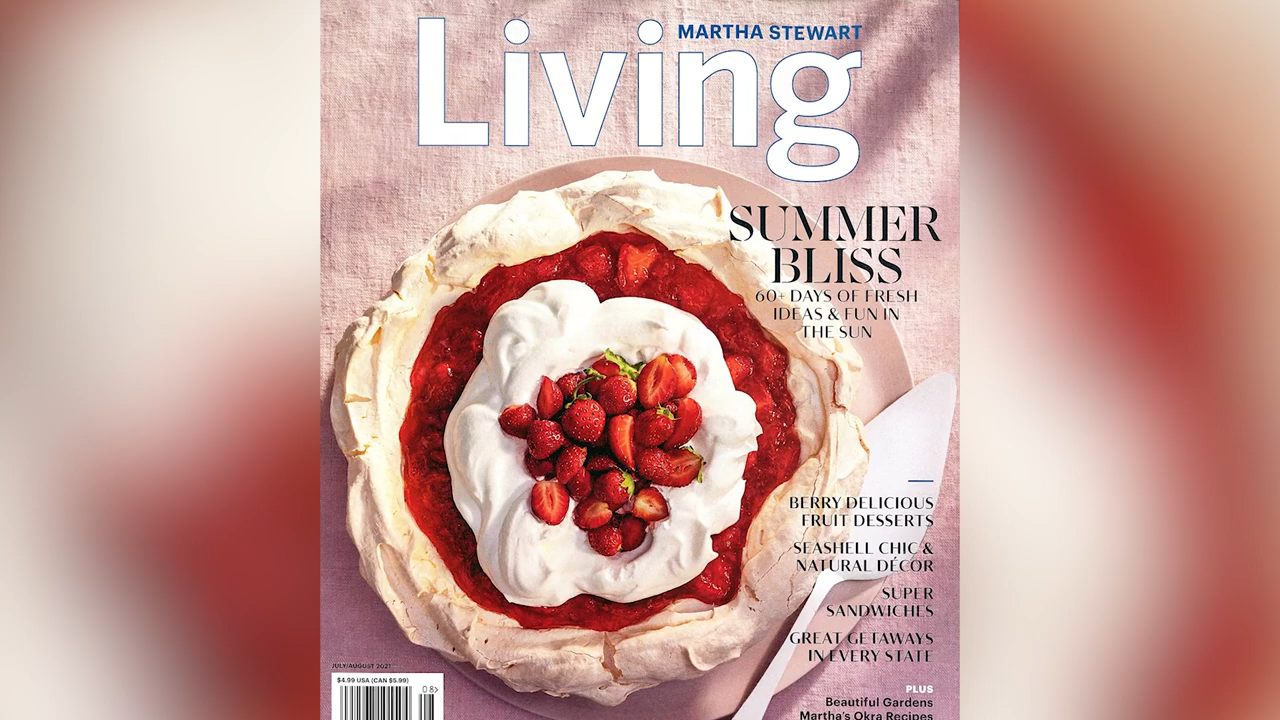 MARTHA STEWART
Living
SUMMER
BLISS
60+ DAYS OF FRESH
IDEAS & FUN IN
THE SUN
BERRY DELICIOUS
FRUIT DESSERTS
SEASHELL CHIC &
NATURAL DÉCOR
SUPER
SANDWICHES
GREAT GETAWAYS
IN EVERY STATE
PLUS
Beautiful Gardens
Martha's Okra Recipes
JULY/AUGUST 2021
$4.99 USA (CAN $5.99)
08>